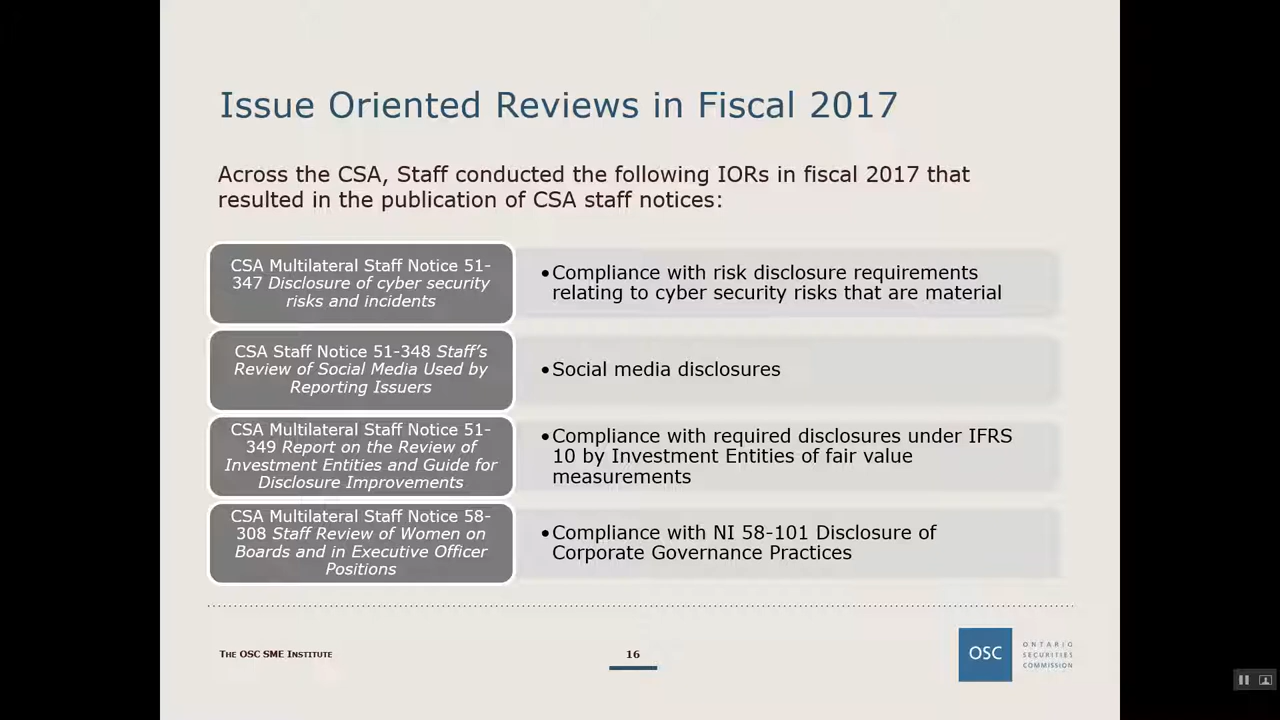 Issue Oriented Reviews in Fiscal 2017
Across the CSA, Staff conducted the following IORs in fiscal 2017 that
resulted in the publication of CSA staff notices:
CSA Multilateral Staff Notice 51-
347 Disclosure of cyber security
risks and incidents
•Compliance with risk disclosure requirements
relating to cyber security risks that are material
CSA Staff Notice 51-348 Staff's
Review of Social Media Used by
Reporting Issuers
•Social media disclosures
CSA Multilateral Staff Notice 51-
349 Report on the Review of
Investment Entities and Guide for
Disclosure Improvements
•Compliance with required disclosures under IFRS
10 by Investment Entities of fair value
measurements
CSA Multilateral Staff Notice 58-
308 Staff Review of Women on
Boards and in Executive Officer
Positions
•Compliance with NI 58-101 Disclosure of
Corporate Governance Practices
THE OSC SME INSTITUTE
16
OSC
ONTARIO
SECURITIES
COMMISSION